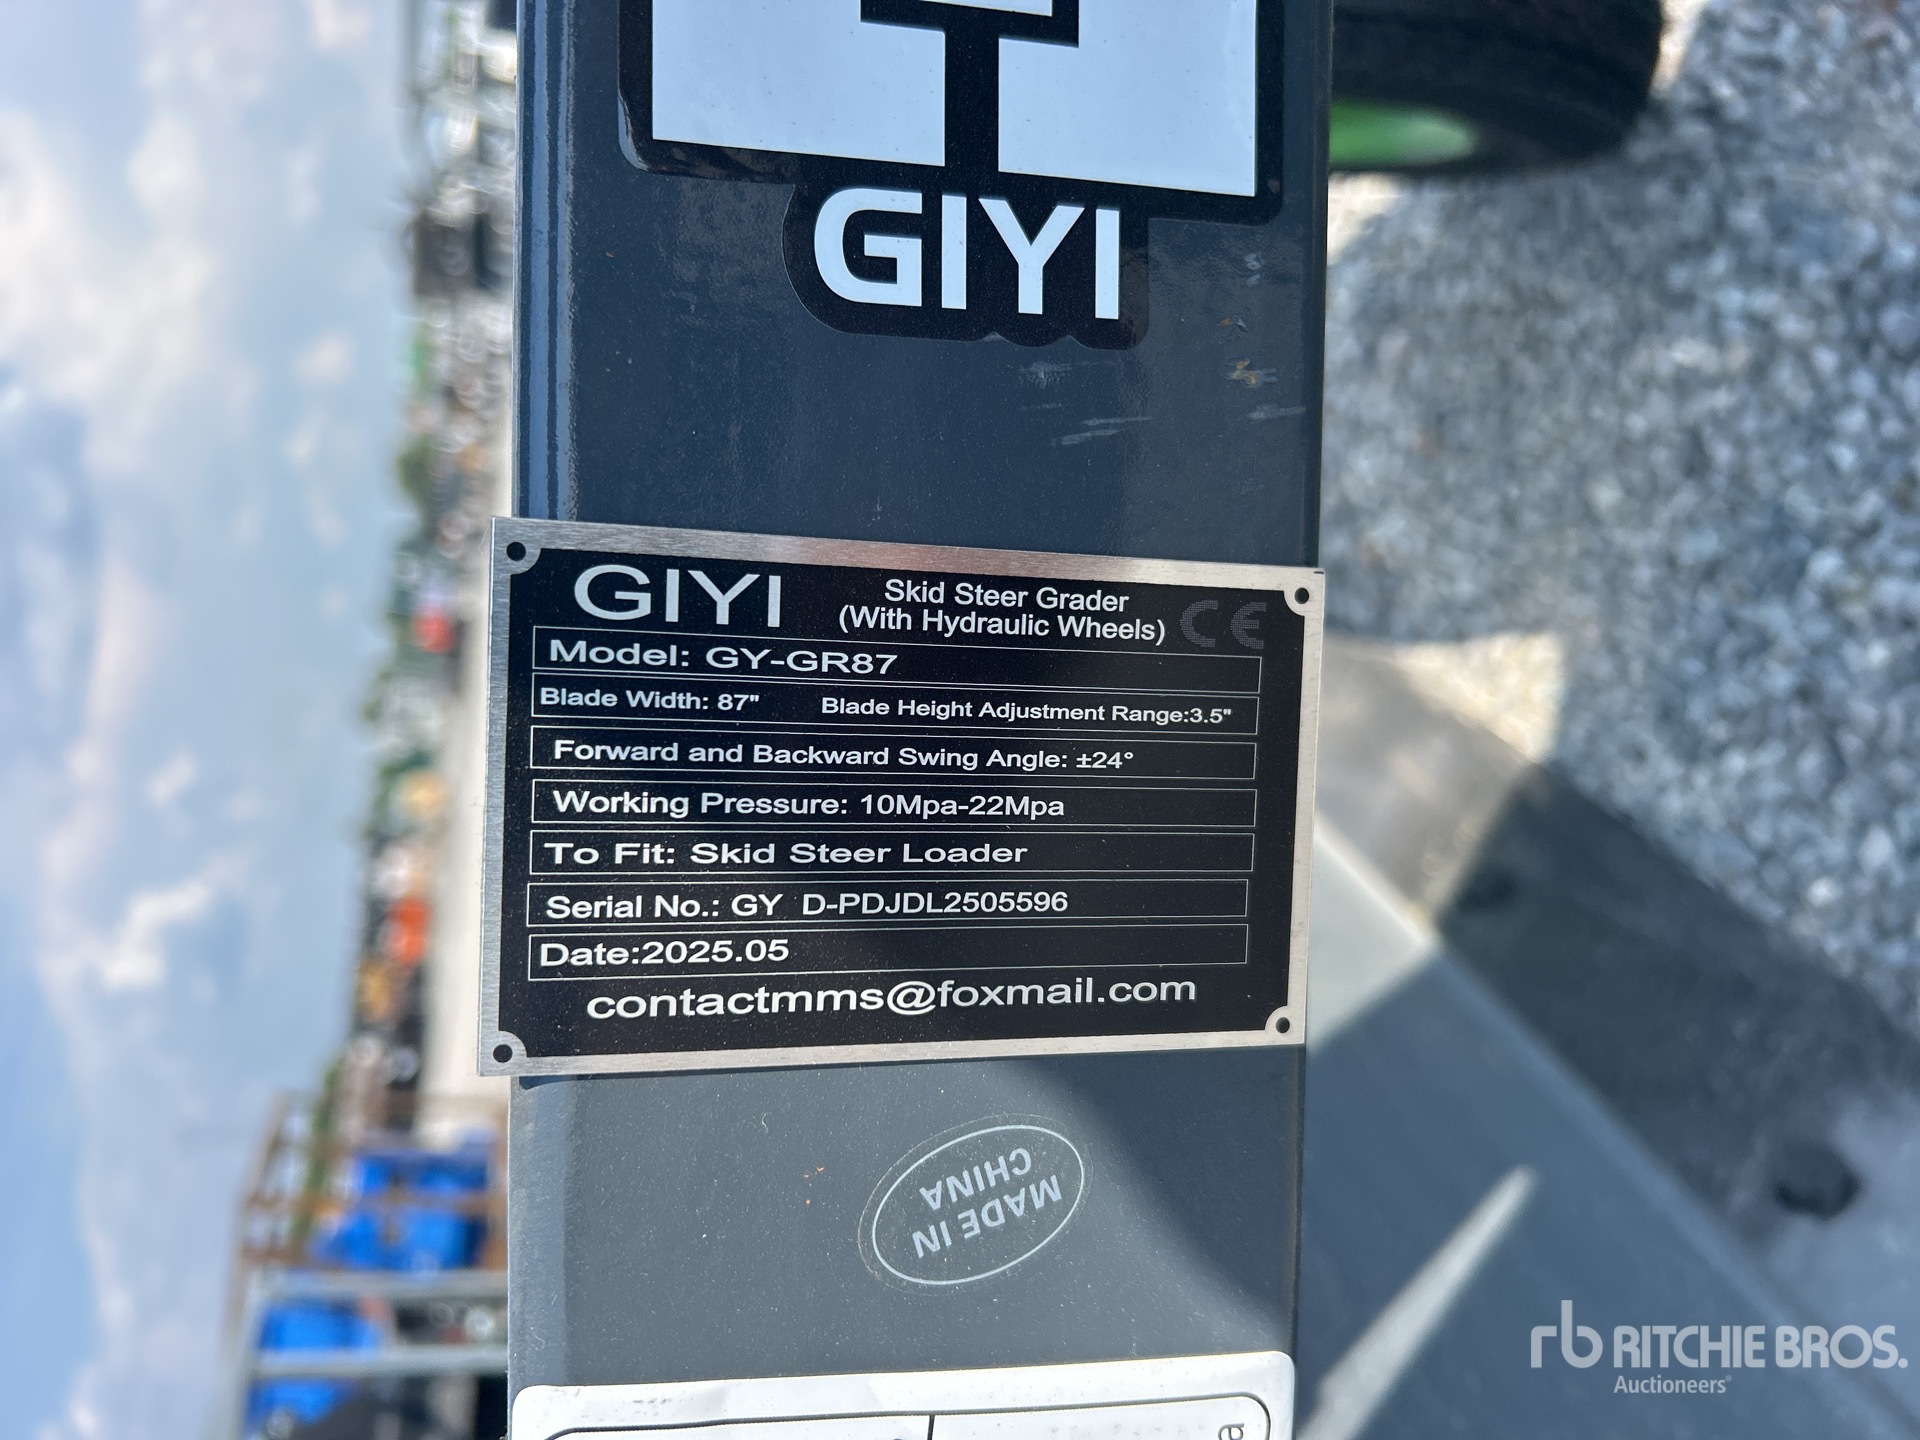 GIYI
GIYI
Skid Steer Grader
(With Hydraulic Wheels)
CE
Model: GY-GR87
Blade Width: 87" Blade Height Adjustment Range:3.5"
Forward and Backward Swing Angle: ±24°
Working Pressure: 10Mpa-22Mpa
To Fit: Skid Steer Loader
Serial No.: GY D-PDJDL2505596
Date:2025.05
contactmms@foxmail.com
MADE IN
CHINA
rb RITCHIE BROS.
Auctioneers